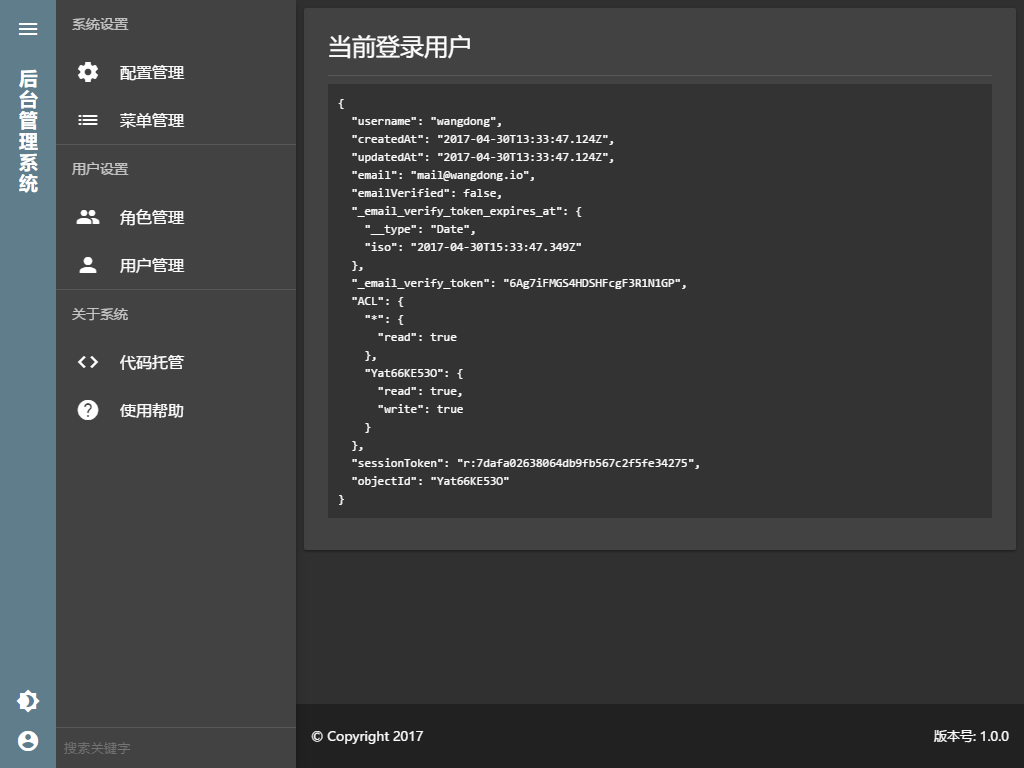 后台管理系统
系统设置
配置管理
菜单管理
用户设置
角色管理
用户管理
关于系统
代码托管
使用帮助
搜索关键字
当前登录用户
{
  "username": "wangdong",
  "createdAt": "2017-04-30T13:33:47.124Z",
  "updatedAt": "2017-04-30T13:33:47.124Z",
  "email": "mail@wangdong.io",
  "emailVerified": false,
  "_email_verify_token_expires_at": {
    "__type": "Date",
    "iso": "2017-04-30T15:33:47.349Z"
  },
  "_email_verify_token": "6Ag7iFMGS4HDSHFcgF3R1N1GP",
  "ACL": {
    "*": {
      "read": true
    },
    "Yat66KE53O": {
      "read": true,
      "write": true
    }
  },
  "sessionToken": "r:7dafa02638064db9fb567c2f5fe34275",
  "objectId": "Yat66KE53O"
}
© Copyright 2017
版本号: 1.0.0